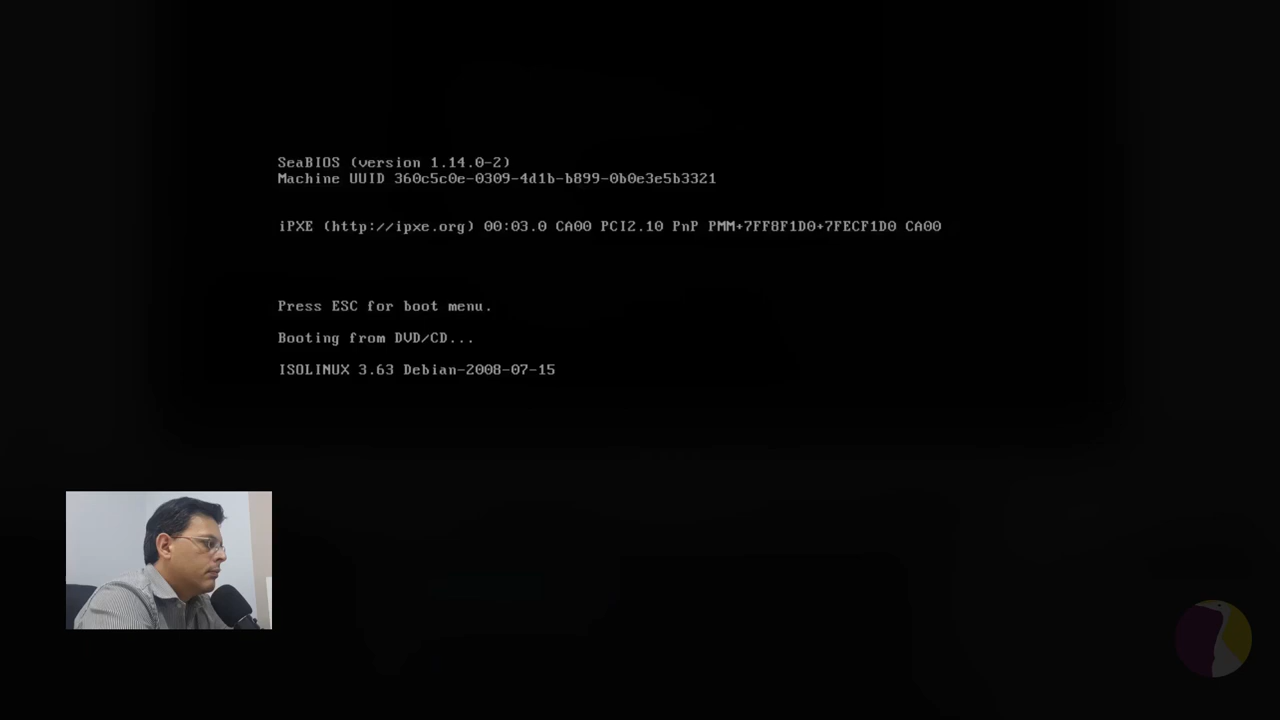 SeaBIOS (version 1.14.0-2)
Machine UUID 360c5c0e-0309-4d1b-b899-0b0e3e5b3321
iPXE (http://ipxe.org) 00:03.0 CA00 PCI2.10 PnP PMM+7FF8F1D0+7FECF1D0 CA00
Press ESC for boot menu.
Booting from DVD/CD...
ISOLINUX 3.63 Debian-2008-07-15